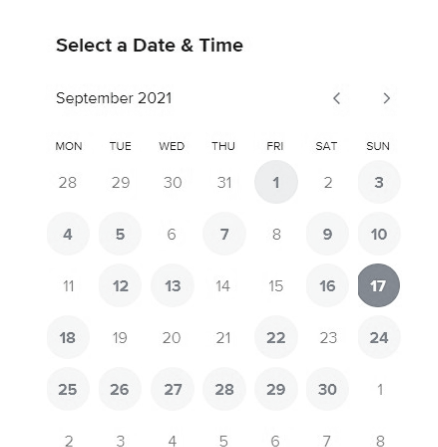 Select a Date & Time
September 2021
MON TUE WED THU FRI SAT SUN
28 29 30 31 1 2 3
4 5 6 7 8 9 10
11 12 13 14 15 16 17
18 19 20 21 22 23 24
25 26 27 28 29 30 1
2 3 4 5 6 7 8